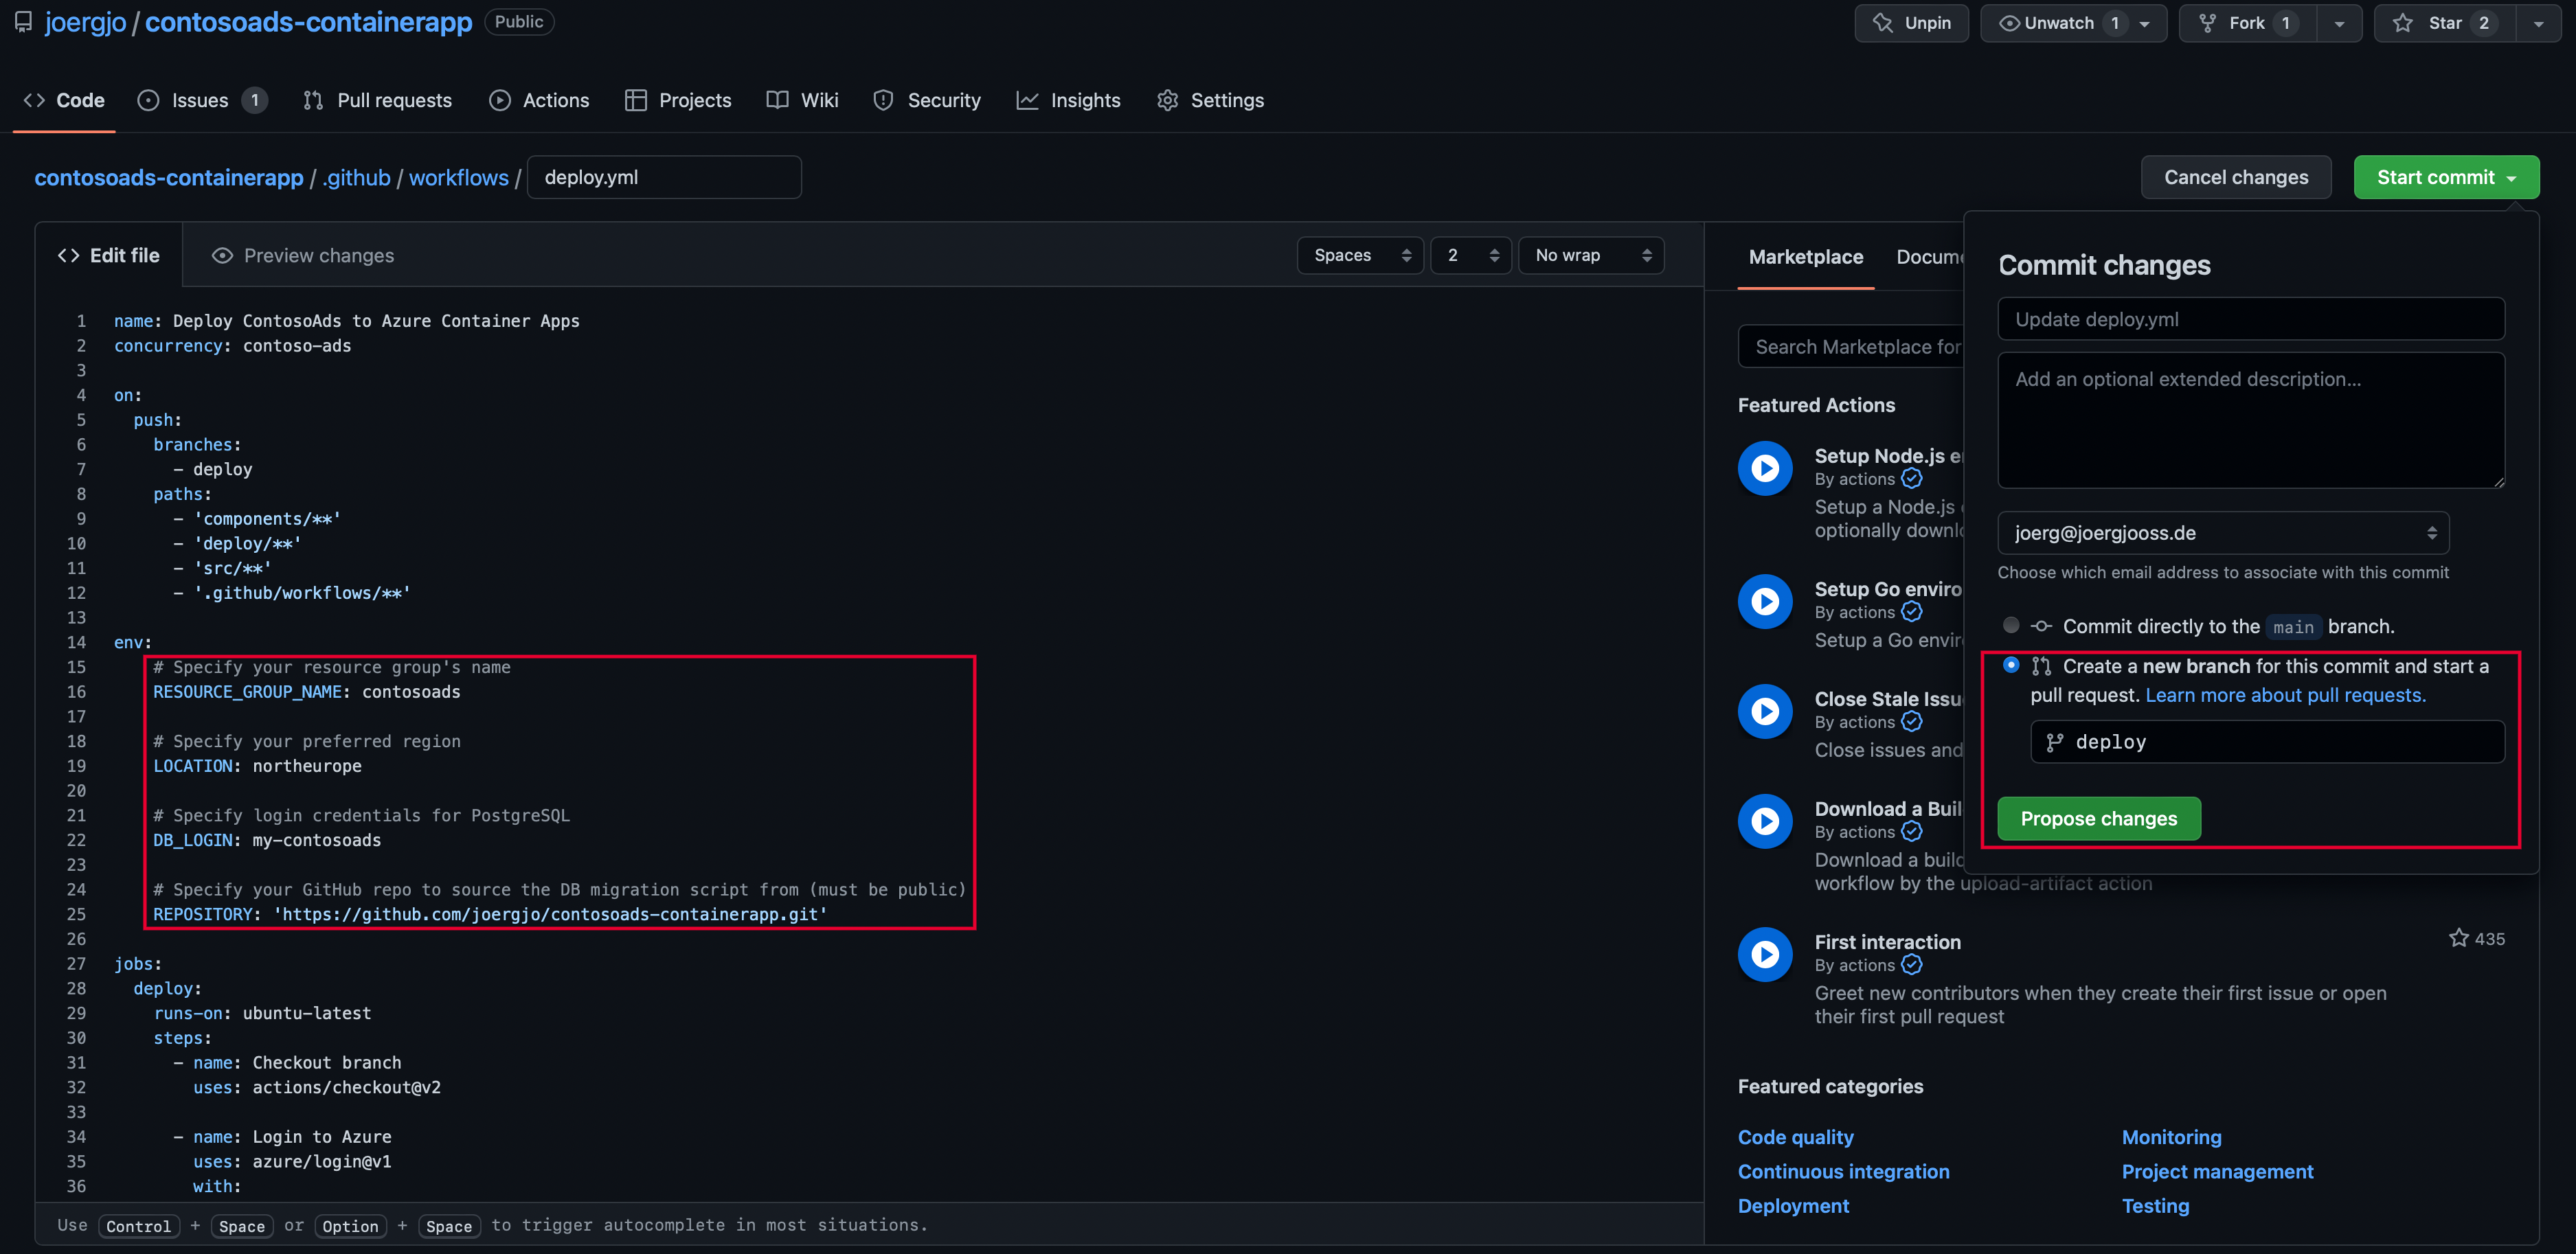 joergjo / contosoads-containerapp Public
Unpin
Unwatch 1
Fork 1
Star 2
Code
Issues 1
Pull requests
Actions
Projects
Wiki
Security
Insights
Settings
contosoads-containerapp / .github / workflows / deploy.yml
Cancel changes
Start commit
Edit file
Preview changes
Spaces
2
No wrap
1 name: Deploy ContosoAds to Azure Container Apps
2 concurrency: contoso-ads
3
4 on:
5 push:
6 branches:
7 - deploy
8 paths:
9 - 'components/**'
10 - 'deploy/**'
11 - 'src/**'
12 - '.github/workflows/**'
13
14 env:
15 # Specify your resource group's name
16 RESOURCE_GROUP_NAME: contosoads
17
18 # Specify your preferred region
19 LOCATION: northeurope
20
21 # Specify login credentials for PostgreSQL
22 DB_LOGIN: my-contosoads
23
24 # Specify your GitHub repo to source the DB migration script from (must be public)
25 REPOSITORY: 'https://github.com/joergjo/contosoads-containerapp.git'
26
27 jobs:
28 deploy:
29 runs-on: ubuntu-latest
30 steps:
31 - name: Checkout branch
32 uses: actions/checkout@v2
33
34 - name: Login to Azure
35 uses: azure/login@v1
36 with:
Use Control + Space or Option + Space to trigger autocomplete in most situations.
Marketplace
Docume
Search Marketplace for
Featured Actions
Setup Node.js e
By actions
Setup a Node.js
optionally downl
Setup Go enviro
By actions
Setup a Go envir
Close Stale Issu
By actions
Close issues and
Download a Buil
By actions
Download a build
workflow by the upload-artifact action
First interaction
435
By actions
Greet new contributors when they create their first issue or open
their first pull request
Featured categories
Code quality
Monitoring
Continuous integration
Project management
Deployment
Testing
Commit changes
Update deploy.yml
Add an optional extended description...
joerg@joergjooss.de
Choose which email address to associate with this commit
Commit directly to the main branch.
Create a new branch for this commit and start a
pull request. Learn more about pull requests.
deploy
Propose changes